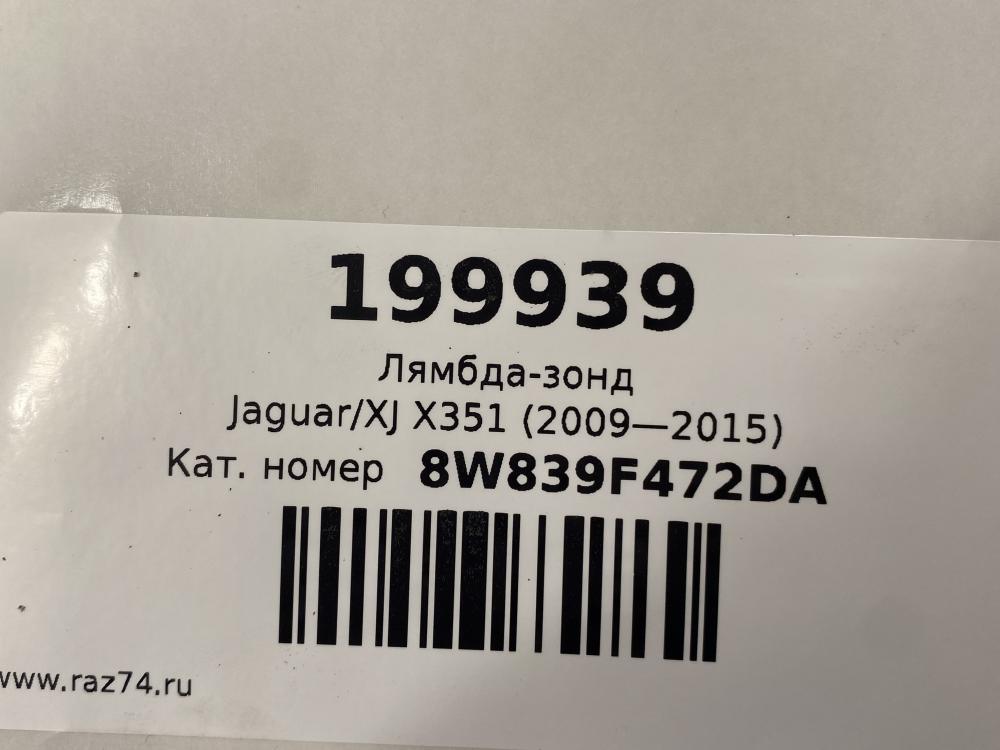 199939
Лямбда-зонд
Jaguar/XJ X351 (2009—2015)
Кат. номер 8W839F472DA
www.raz74.ru